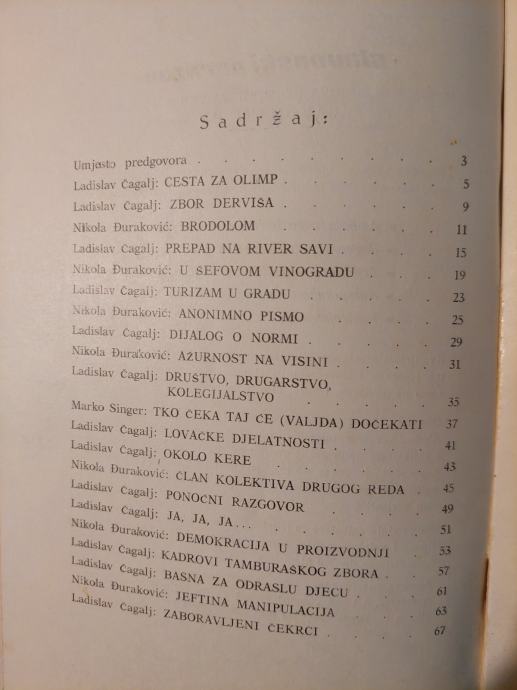 Sadržaj:
Umjesto predgovora . . . . . . . . . 3
Ladislav Čagalj: CESTA ZA OLIMP . . . . . 5
Ladislav Čagalj: ZBOR DERVIŠA . . . . . 9
Nikola Đuraković: BRODOLOM . . . . . . 11
Ladislav Čagalj: PREPAD NA RIVER SAVI . . . . 15
Nikola Đuraković: U ŠEFOVOM VINOGRADU . . . 19
Ladislav Čagalj: TURIZAM U GRADU . . . . 23
Nikola Đuraković: ANONIMNO PISMO . . . . 25
Ladislav Čagalj: DIJALOG O NORMI . . . . 29
Nikola Đuraković: AŽURNOST NA VISINI . . . . 31
Ladislav Čagalj: DRUŠTVO, DRUGARSTVO,
KOLEGIJALSTVO . . . . . 35
Marko Singer: TKO ČEKA TAJ ĆE (VALJDA) DOČEKATI 37
Ladislav Čagalj: LOVAČKE DJELATNOSTI . . . . 41
Ladislav Čagalj: OKOLO KERE . . . . . 43
Nikola Đuraković: ČLAN KOLEKTIVA DRUGOG REDA . 45
Ladislav Čagalj: PONOĆNI RAZGOVOR . . . . 49
Ladislav Čagalj: JA, JA, JA... . . . . . 51
Nikola Đuraković: DEMOKRACIJA U PROIZVODNJI . 53
Ladislav Čagalj: KADROVI TAMBURAŠKOG ZBORA . . 57
Ladislav Čagalj: BASNA ZA ODRASLU DJECU . . . 61
Nikola Đuraković: JEFTINA MANIPULACIJA . . . 63
Ladislav Čagalj: ZABORAVLJENI ČEKRCI . . . . 67